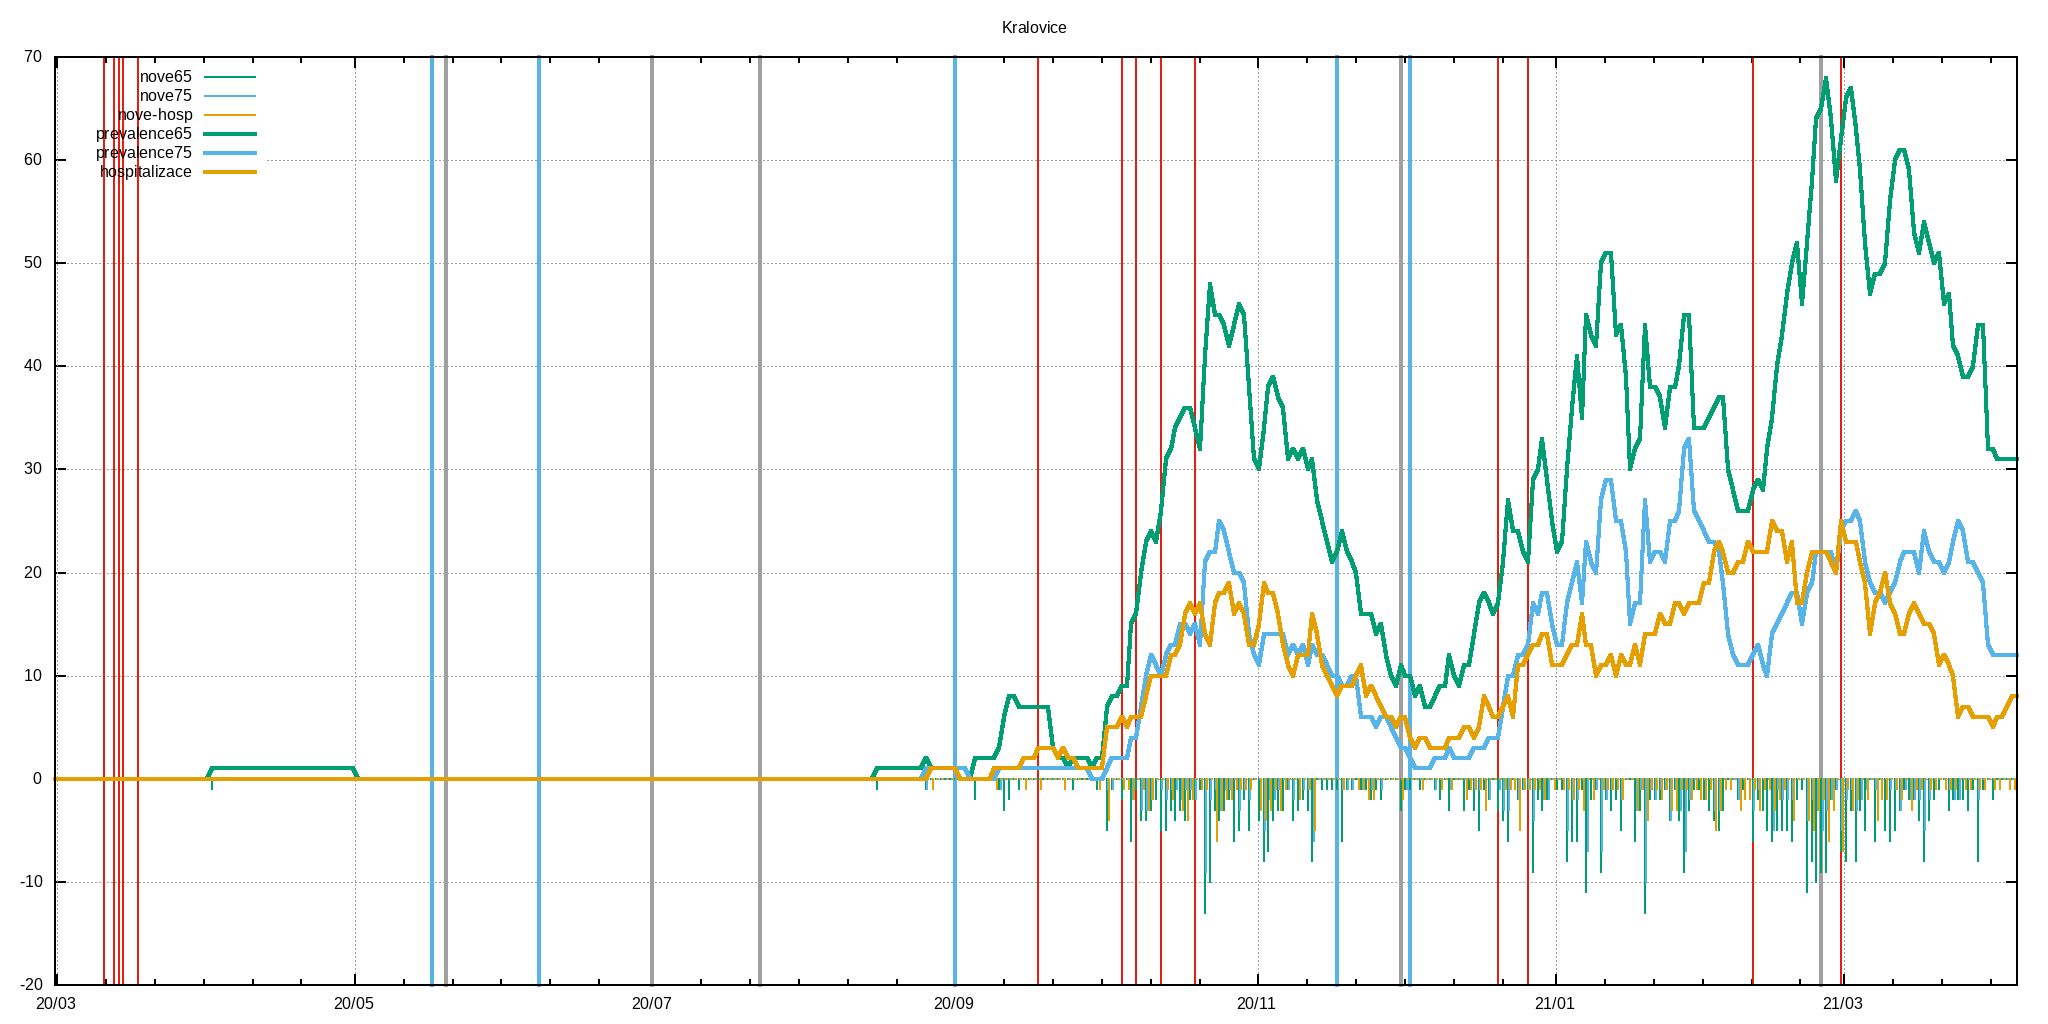 Kralovice
70
nove65
nove75
nove-hosp
prevalence65
prevalence75
hospitalizace
60
50
40
30
20
10
0
-10
-20
20/03 20/05 20/07 20/09 20/11 21/01 21/03